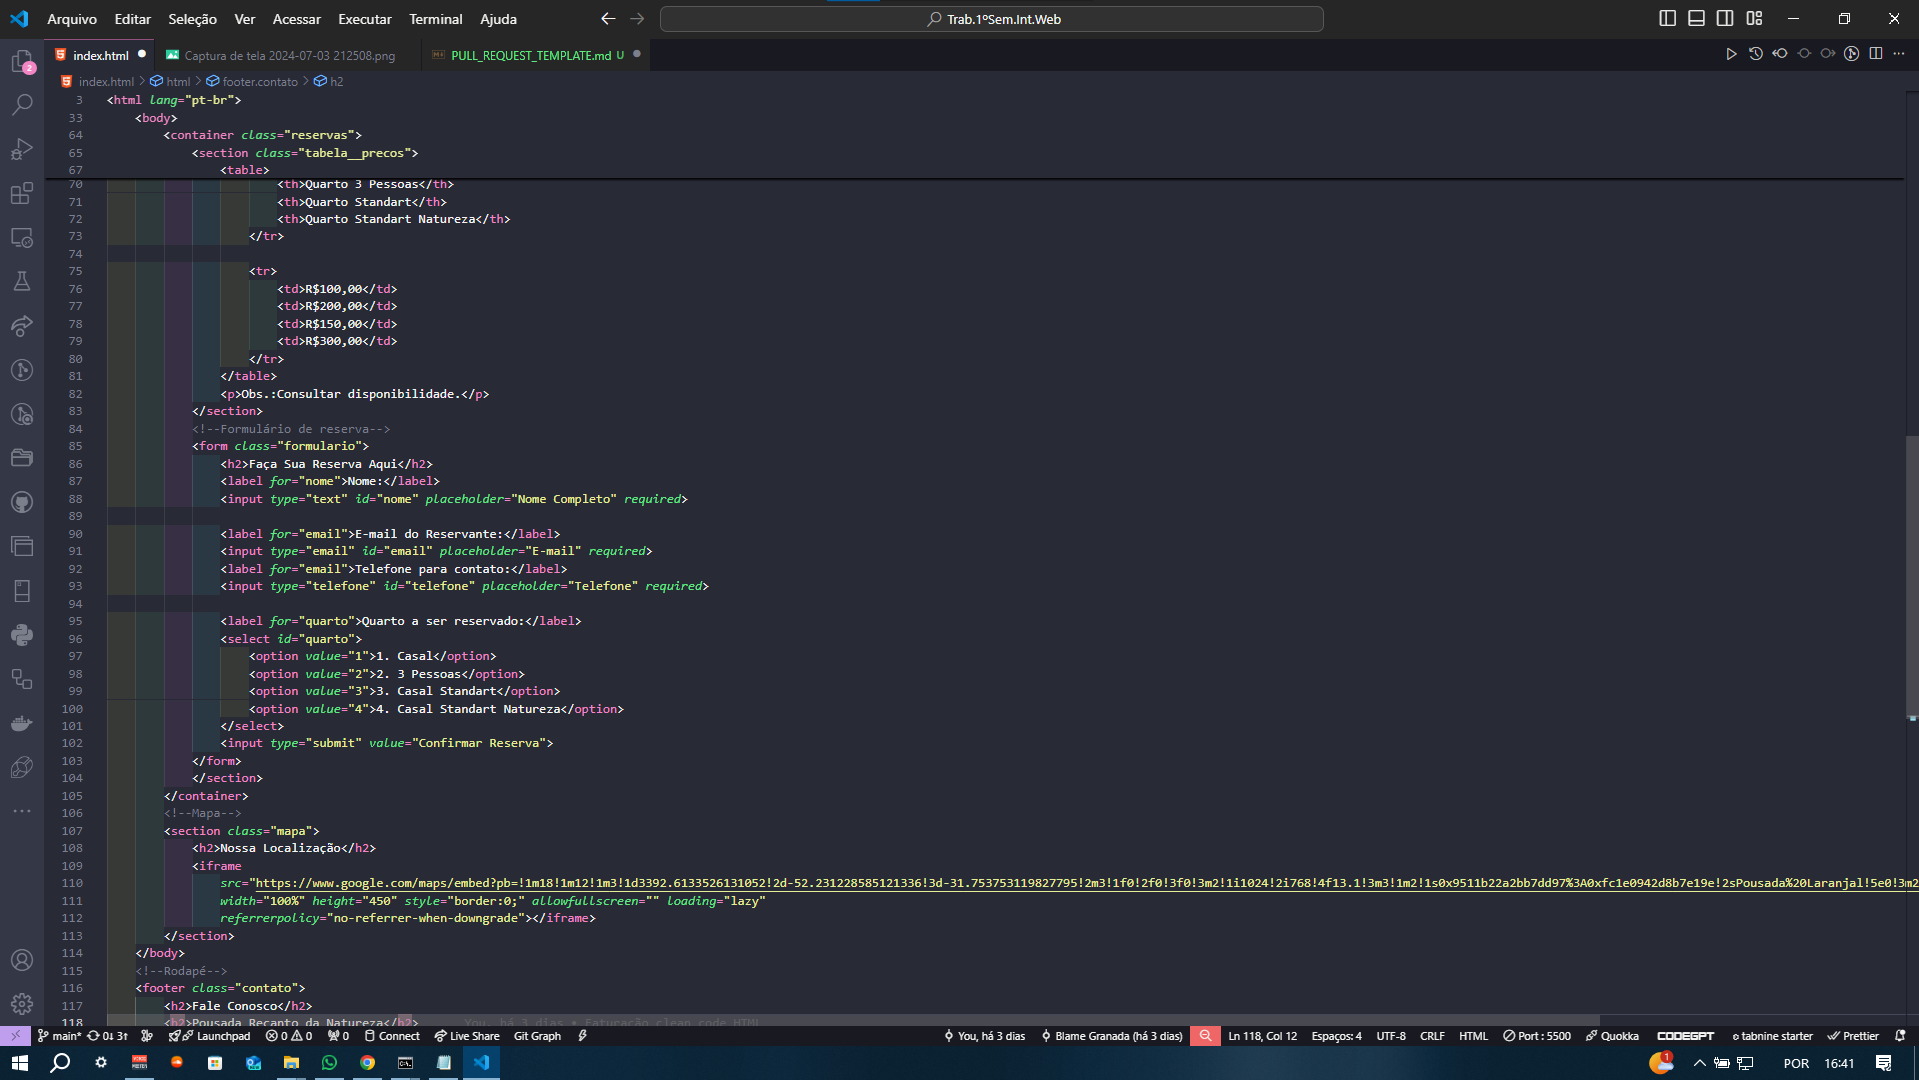 Arquivo Editar Seleção Ver Acessar Executar Terminal Ajuda
Trab.1ºSem.Int.Web
index.html
Captura de tela 2024-07-03 212508.png
PULL_REQUEST_TEMPLATE.md U
index.html > html > footer.contato > h2
3 <html lang="pt-br">
33 <body>
64 <container class="reservas">
65 <section class="tabela__precos">
67 <table>
70 <th>Quarto 3 Pessoas</th>
71 <th>Quarto Standart</th>
72 <th>Quarto Standart Natureza</th>
73 </tr>
74
75 <tr>
76 <td>R$100,00</td>
77 <td>R$200,00</td>
78 <td>R$150,00</td>
79 <td>R$300,00</td>
80 </tr>
81 </table>
82 <p>Obs.:Consultar disponibilidade.</p>
83 </section>
84 <!--Formulário de reserva-->
85 <form class="formulario">
86 <h2>Faça Sua Reserva Aqui</h2>
87 <label for="nome">Nome:</label>
88 <input type="text" id="nome" placeholder="Nome Completo" required>
89
90 <label for="email">E-mail do Reservante:</label>
91 <input type="email" id="email" placeholder="E-mail" required>
92 <label for="email">Telefone para contato:</label>
93 <input type="telefone" id="telefone" placeholder="Telefone" required>
94
95 <label for="quarto">Quarto a ser reservado:</label>
96 <select id="quarto">
97 <option value="1">1. Casal</option>
98 <option value="2">2. 3 Pessoas</option>
99 <option value="3">3. Casal Standart</option>
100 <option value="4">4. Casal Standart Natureza</option>
101 </select>
102 <input type="submit" value="Confirmar Reserva">
103 </form>
104 </section>
105 </container>
106 <!--Mapa-->
107 <section class="mapa">
108 <h2>Nossa Localização</h2>
109 <iframe
110 src="https://www.google.com/maps/embed?pb=!1m18!1m12!1m3!1d3392.6133526131052!2d-52.231228585121336!3d-31.753753119827795!2m3!1f0!2f0!3f0!3m2!1i1024!2i768!4f13.1!3m3!1m2!1s0x9511b22a2bb7dd97%3A0xfc1e0942d8b7e19e!2sPousada%20Laranjal!5e0!3m2
111 width="100%" height="450" style="border:0;" allowfullscreen="" loading="lazy"
112 referrerpolicy="no-referrer-when-downgrade"></iframe>
113 </section>
114 </body>
115 <!--Rodapé-->
116 <footer class="contato">
117 <h2>Fale Conosco</h2>
118 <h2>Pousada Recanto da Natureza</h2> You, há 3 dias • Faturação clean code HTML
main* 0↓ 3↑ Launchpad 0 0 0 Connect Live Share Git Graph You, há 3 dias Blame Granada (há 3 dias) Ln 118, Col 12 Espaços: 4 UTF-8 CRLF HTML Port : 5500 Quokka CODEGPT tabnine starter Prettier
POR 16:41